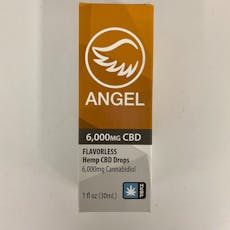 ANGEL
6,000MG CBD
FLAVORLESS
Hemp CBD Drops
6,000mg Cannabidiol
1 fl oz (30mL)